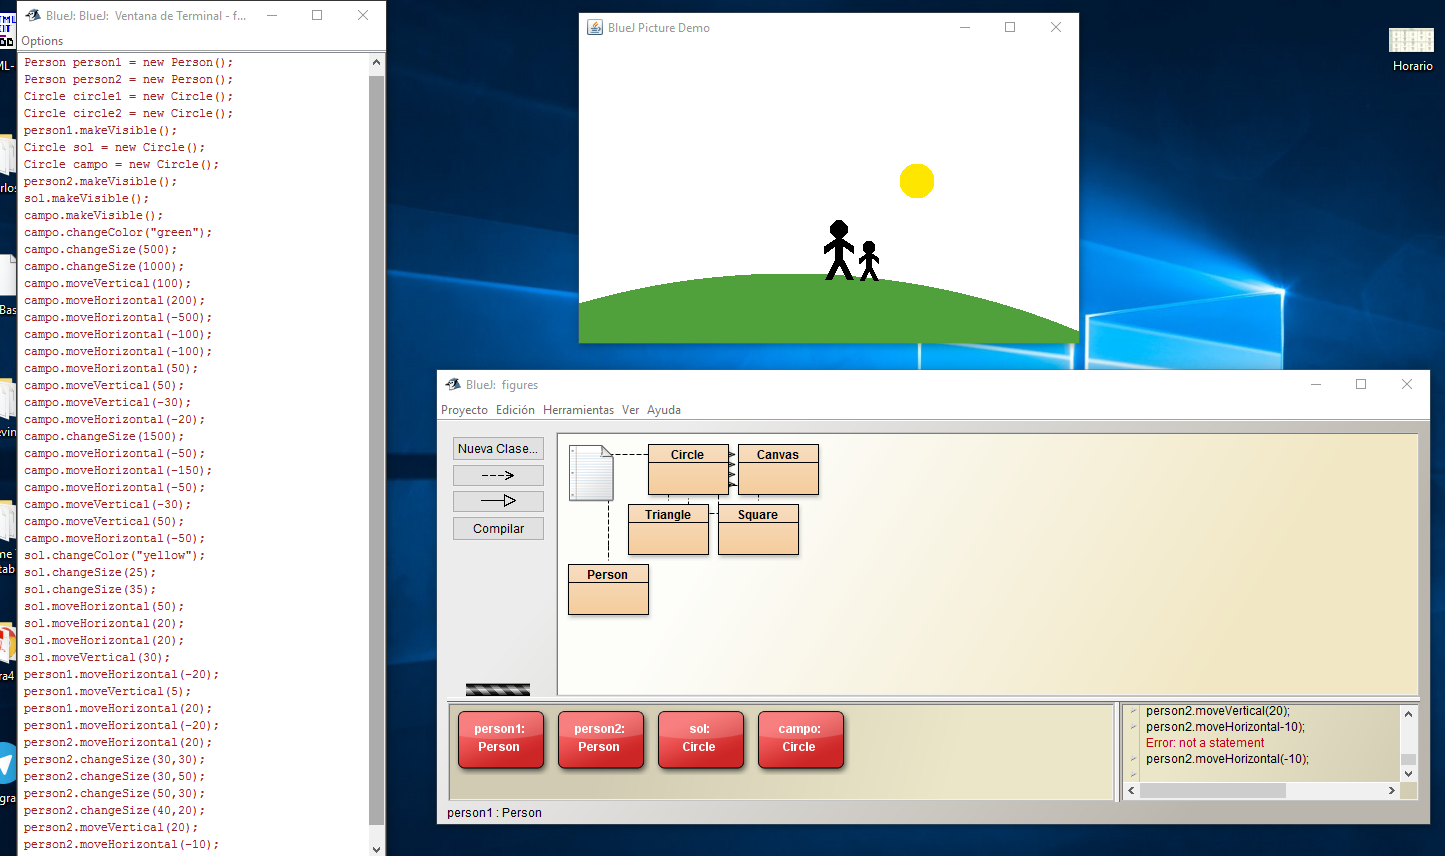 BlueJ: BlueJ:  Ventana de Terminal - f...
Options
Person person1 = new Person();
Person person2 = new Person();
Circle circle1 = new Circle();
Circle circle2 = new Circle();
person1.makeVisible();
Circle sol = new Circle();
Circle campo = new Circle();
person2.makeVisible();
sol.makeVisible();
campo.makeVisible();
campo.changeColor("green");
campo.changeSize(500);
campo.changeSize(1000);
campo.moveVertical(100);
campo.moveHorizontal(200);
campo.moveHorizontal(-500);
campo.moveHorizontal(-100);
campo.moveHorizontal(-100);
campo.moveHorizontal(50);
campo.moveVertical(50);
campo.moveVertical(-30);
campo.moveHorizontal(-20);
campo.changeSize(1500);
campo.moveHorizontal(-50);
campo.moveHorizontal(-150);
campo.moveHorizontal(-50);
campo.moveVertical(-30);
campo.moveVertical(50);
campo.moveHorizontal(-50);
sol.changeColor("yellow");
sol.changeSize(25);
sol.changeSize(35);
sol.moveHorizontal(50);
sol.moveHorizontal(20);
sol.moveHorizontal(20);
sol.moveVertical(30);
person1.moveHorizontal(-20);
person1.moveVertical(5);
person1.moveHorizontal(20);
person1.moveHorizontal(-20);
person2.moveHorizontal(20);
person2.changeSize(30,30);
person2.changeSize(30,50);
person2.changeSize(50,30);
person2.changeSize(40,20);
person2.moveVertical(20);
person2.moveHorizontal(-10);
BlueJ Picture Demo
Horario
BlueJ:  figures
Proyecto Edición Herramientas Ver Ayuda
Nueva Clase...
Compilar
Circle
Canvas
Triangle
Square
Person
person1:
Person
person2:
Person
sol:
Circle
campo:
Circle
person2.moveVertical(20);
person2.moveHorizontal-10);
Error: not a statement
person2.moveHorizontal(-10);
person1 : Person